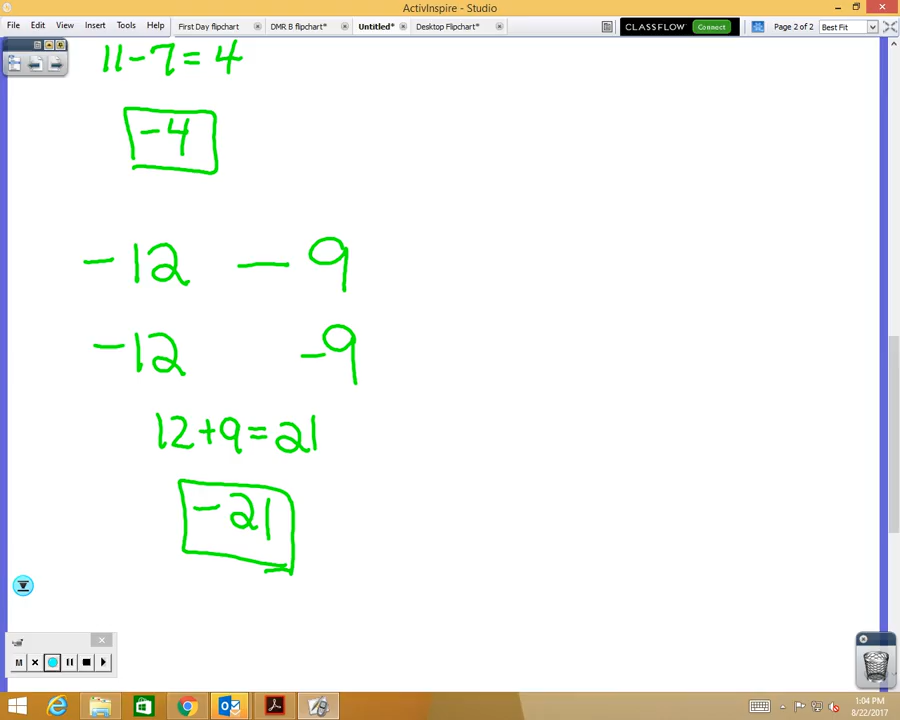 ActivInspire - Studio
File Edit View Insert Tools Help First Day flipchart DMR B flipchart* Untitled* Desktop Flipchart* CLASSFLOW Connect Page 2 of 2 Best Fit
11-7=4
-4
-12 - 9
-12 -9
12+9=21
-21
M
1:04 PM
8/22/2017